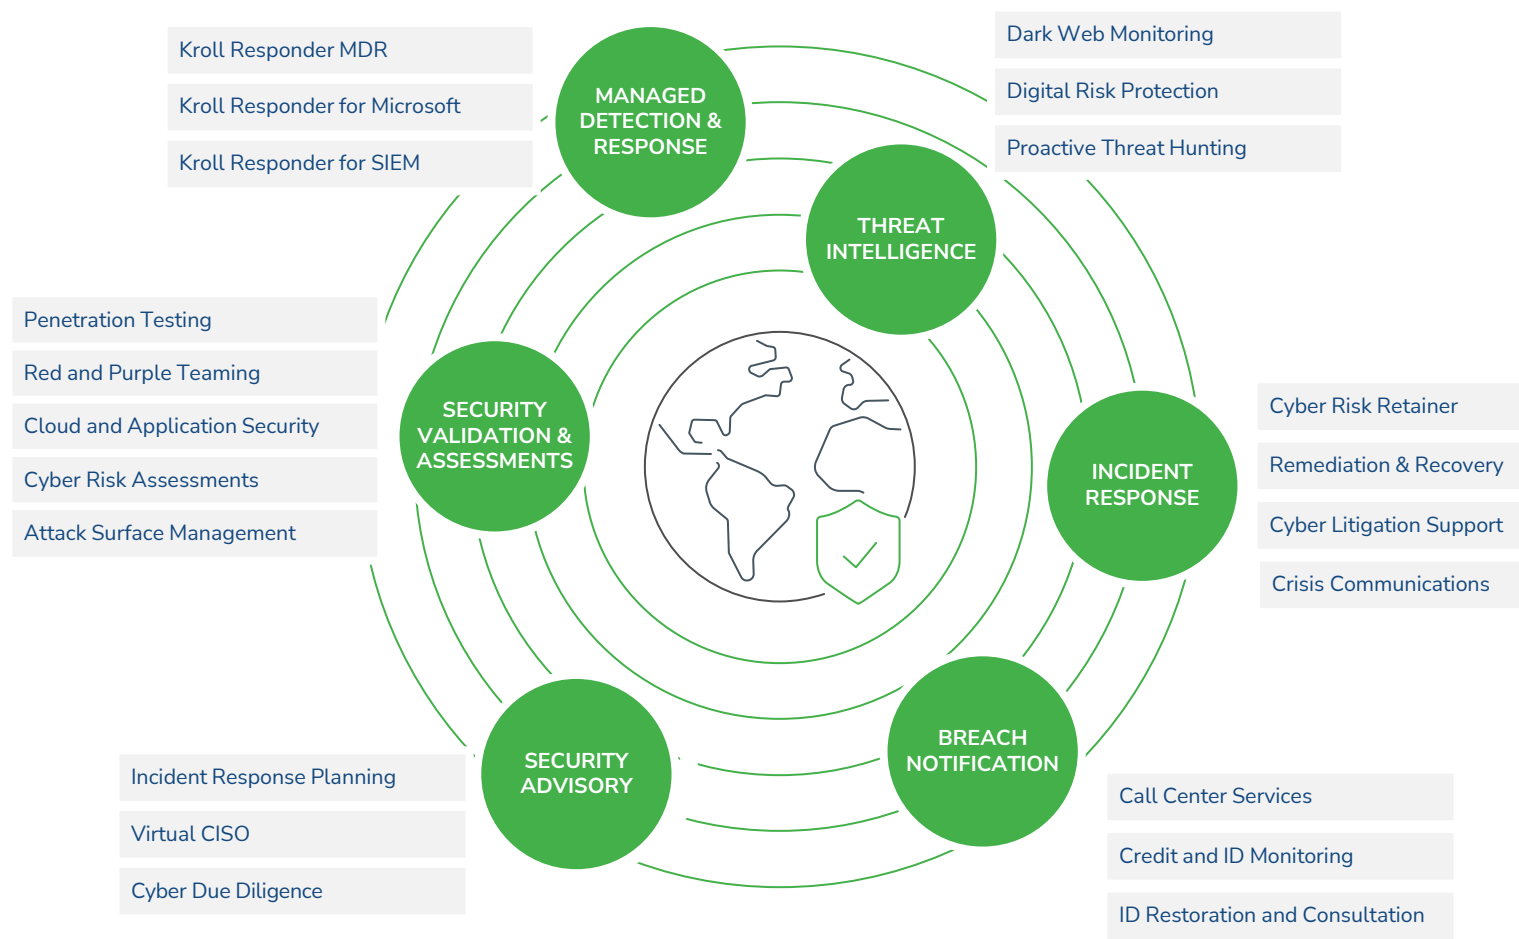 Kroll Responder MDR
Kroll Responder for Microsoft
Kroll Responder for SIEM
MANAGED
DETECTION &
RESPONSE
Dark Web Monitoring
Digital Risk Protection
Proactive Threat Hunting
THREAT
INTELLIGENCE
Penetration Testing
Red and Purple Teaming
Cloud and Application Security
Cyber Risk Assessments
Attack Surface Management
SECURITY
VALIDATION &
ASSESSMENTS
INCIDENT
RESPONSE
Cyber Risk Retainer
Remediation & Recovery
Cyber Litigation Support
Crisis Communications
Incident Response Planning
Virtual CISO
Cyber Due Diligence
SECURITY
ADVISORY
BREACH
NOTIFICATION
Call Center Services
Credit and ID Monitoring
ID Restoration and Consultation